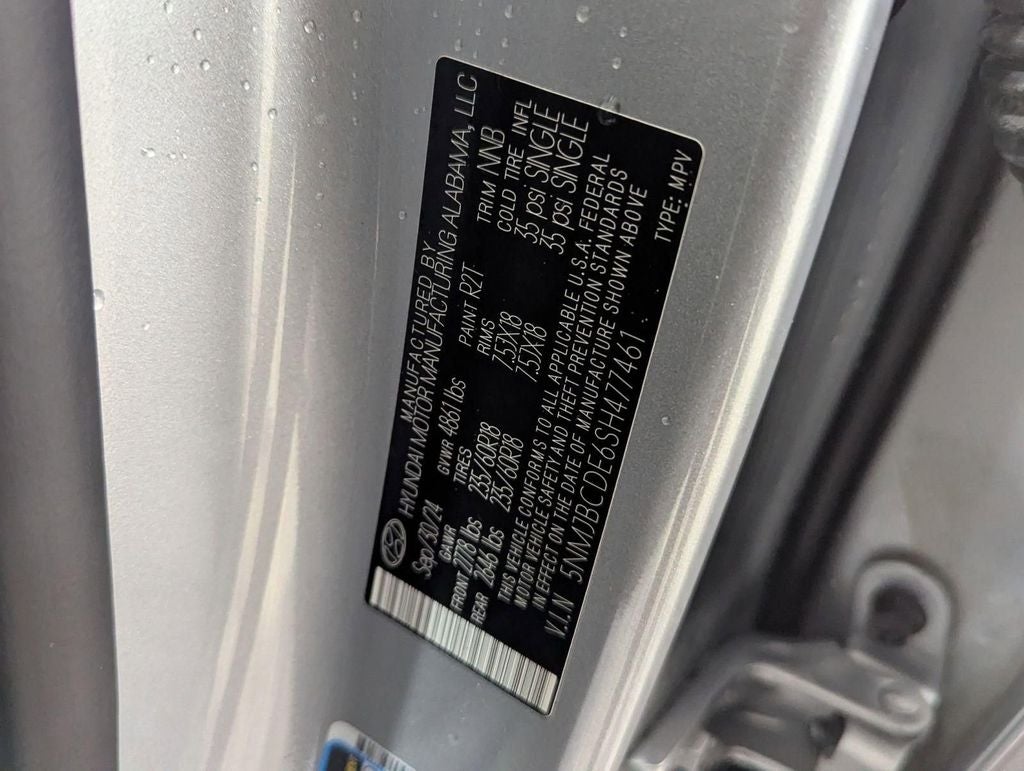 MANUFACTURED BY
HYUNDAI MOTOR MANUFACTURING ALABAMA, LLC
Sep/30/24 GVWR 4861 lbs PAINT R2T TRIM NNB
GAWR TIRES RIMS COLD TIRE INFL
FRONT 2778 lbs 235/60R18 7.5JX18 35 psi SINGLE
REAR 2646 lbs 235/60R18 7.5JX18 35 psi SINGLE
THIS VEHICLE CONFORMS TO ALL APPLICABLE U.S.A. FEDERAL
MOTOR VEHICLE SAFETY AND THEFT PREVENTION STANDARDS
IN EFFECT ON THE DATE OF MANUFACTURE SHOWN ABOVE
V.I.N 5NMJBCDE6SH477461 TYPE: MPV